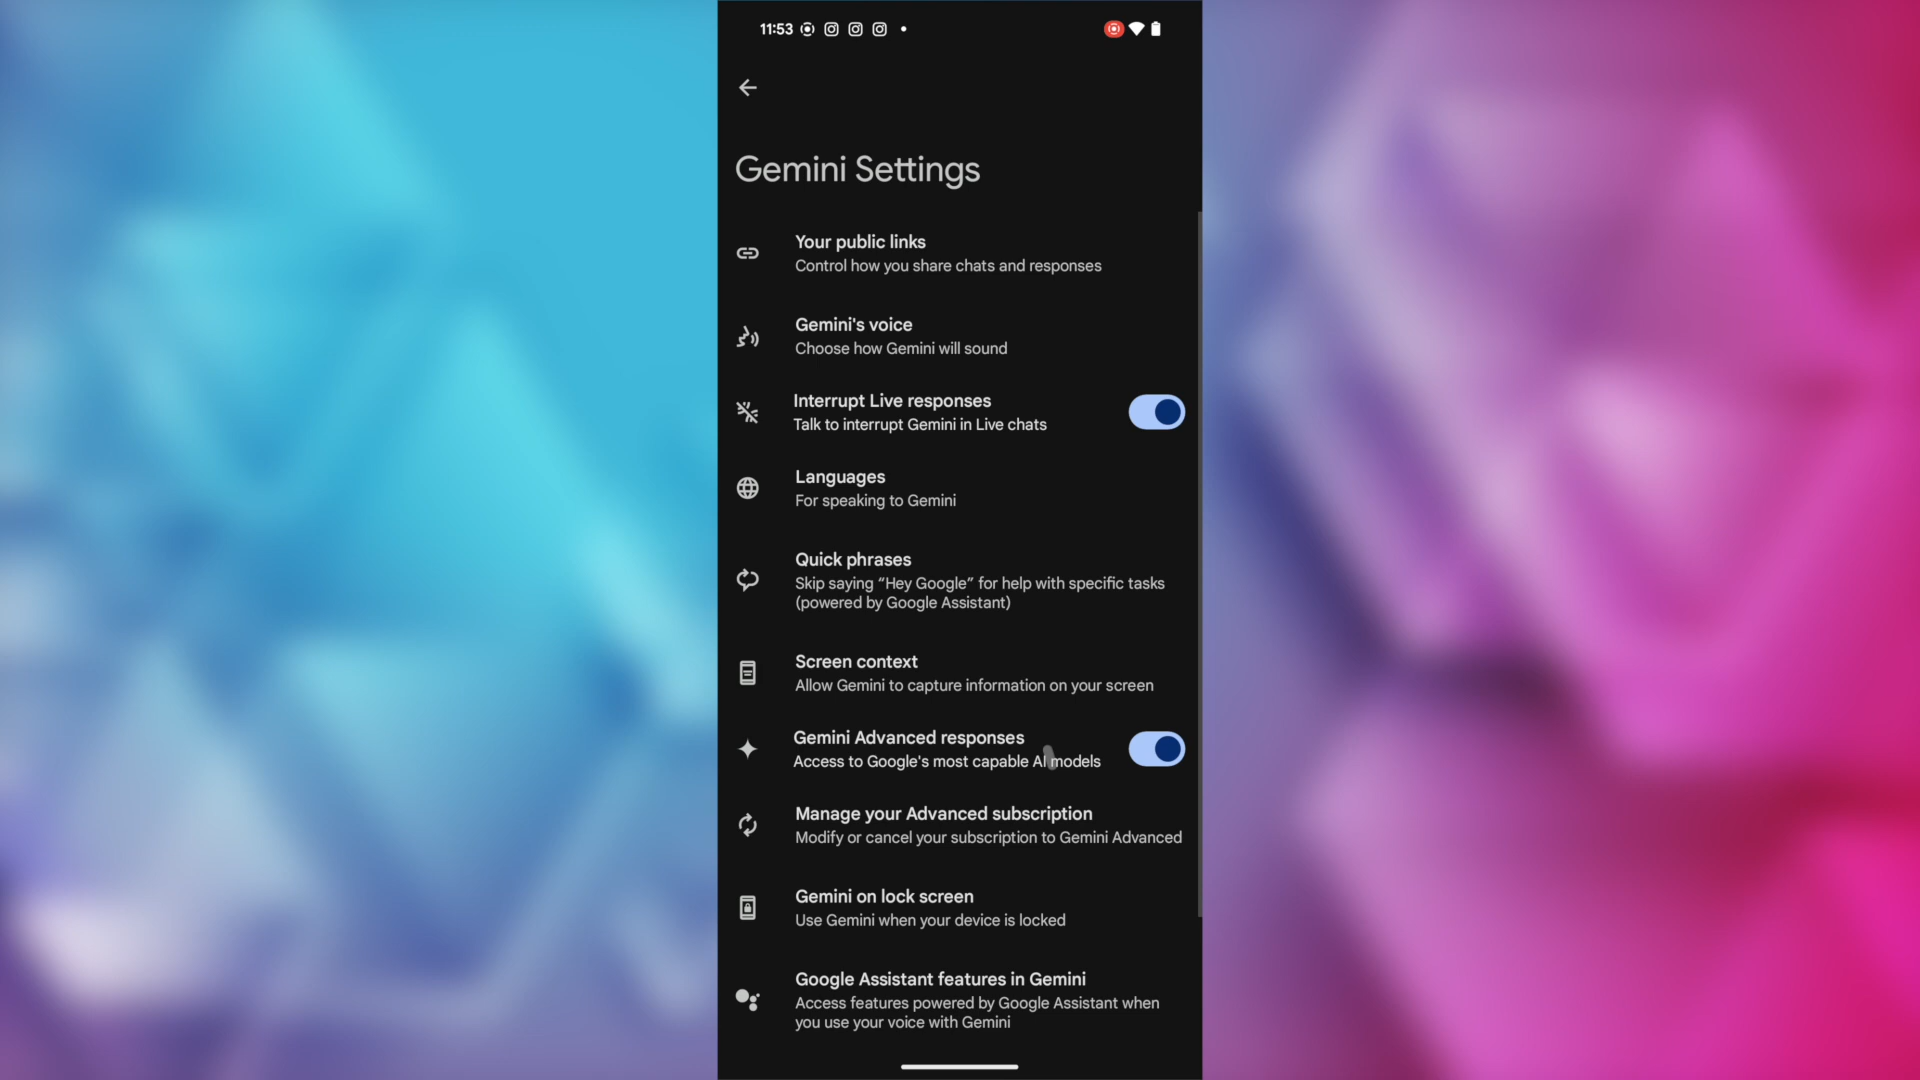 11:53
Gemini Settings
Your public links
Control how you share chats and responses
Gemini's voice
Choose how Gemini will sound
Interrupt Live responses
Talk to interrupt Gemini in Live chats
Languages
For speaking to Gemini
Quick phrases
Skip saying “Hey Google” for help with specific tasks
(powered by Google Assistant)
Screen context
Allow Gemini to capture information on your screen
Gemini Advanced responses
Access to Google's most capable AI models
Manage your Advanced subscription
Modify or cancel your subscription to Gemini Advanced
Gemini on lock screen
Use Gemini when your device is locked
Google Assistant features in Gemini
Access features powered by Google Assistant when
you use your voice with Gemini